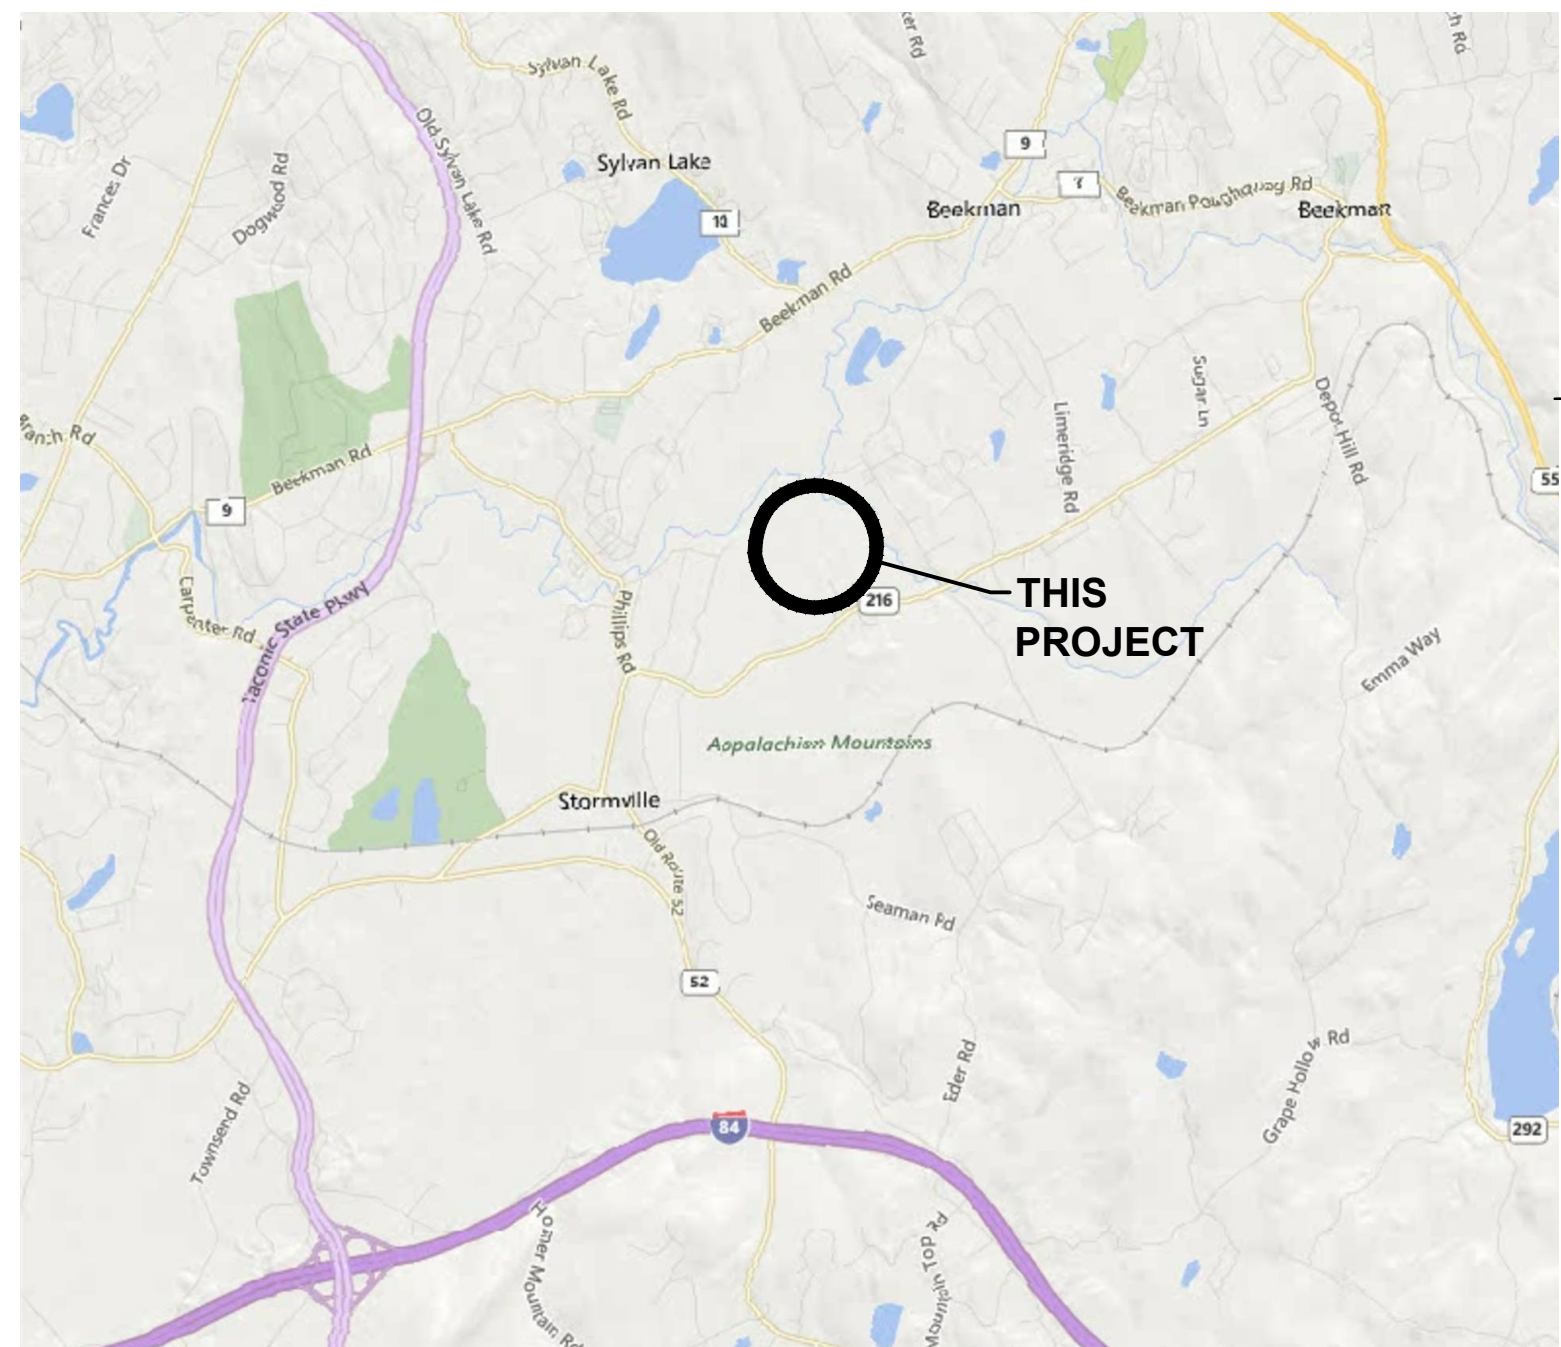 Sylvan Lake Rd
Old Sylvan Lake Rd
Frances Dr
Dogwood Rd
Sylvan Lake
9
Beekman
Beekman Poughquag Rd
Beekman
Beekman Rd
Sugar Ln
Limeridge Rd
Depot Hill Rd
Branch Rd
Beekman Rd
9
55
216
THIS
PROJECT
Carpenter Rd
Taconic State Pkwy
Phillips Rd
Emma Way
Appalachian Mountains
Stormville
Old Route 52
Seaman Rd
52
Eder Rd
Grape Hollow Rd
Townsend Rd
84
292
Homer Mountain Rd
Mountain Top Rd